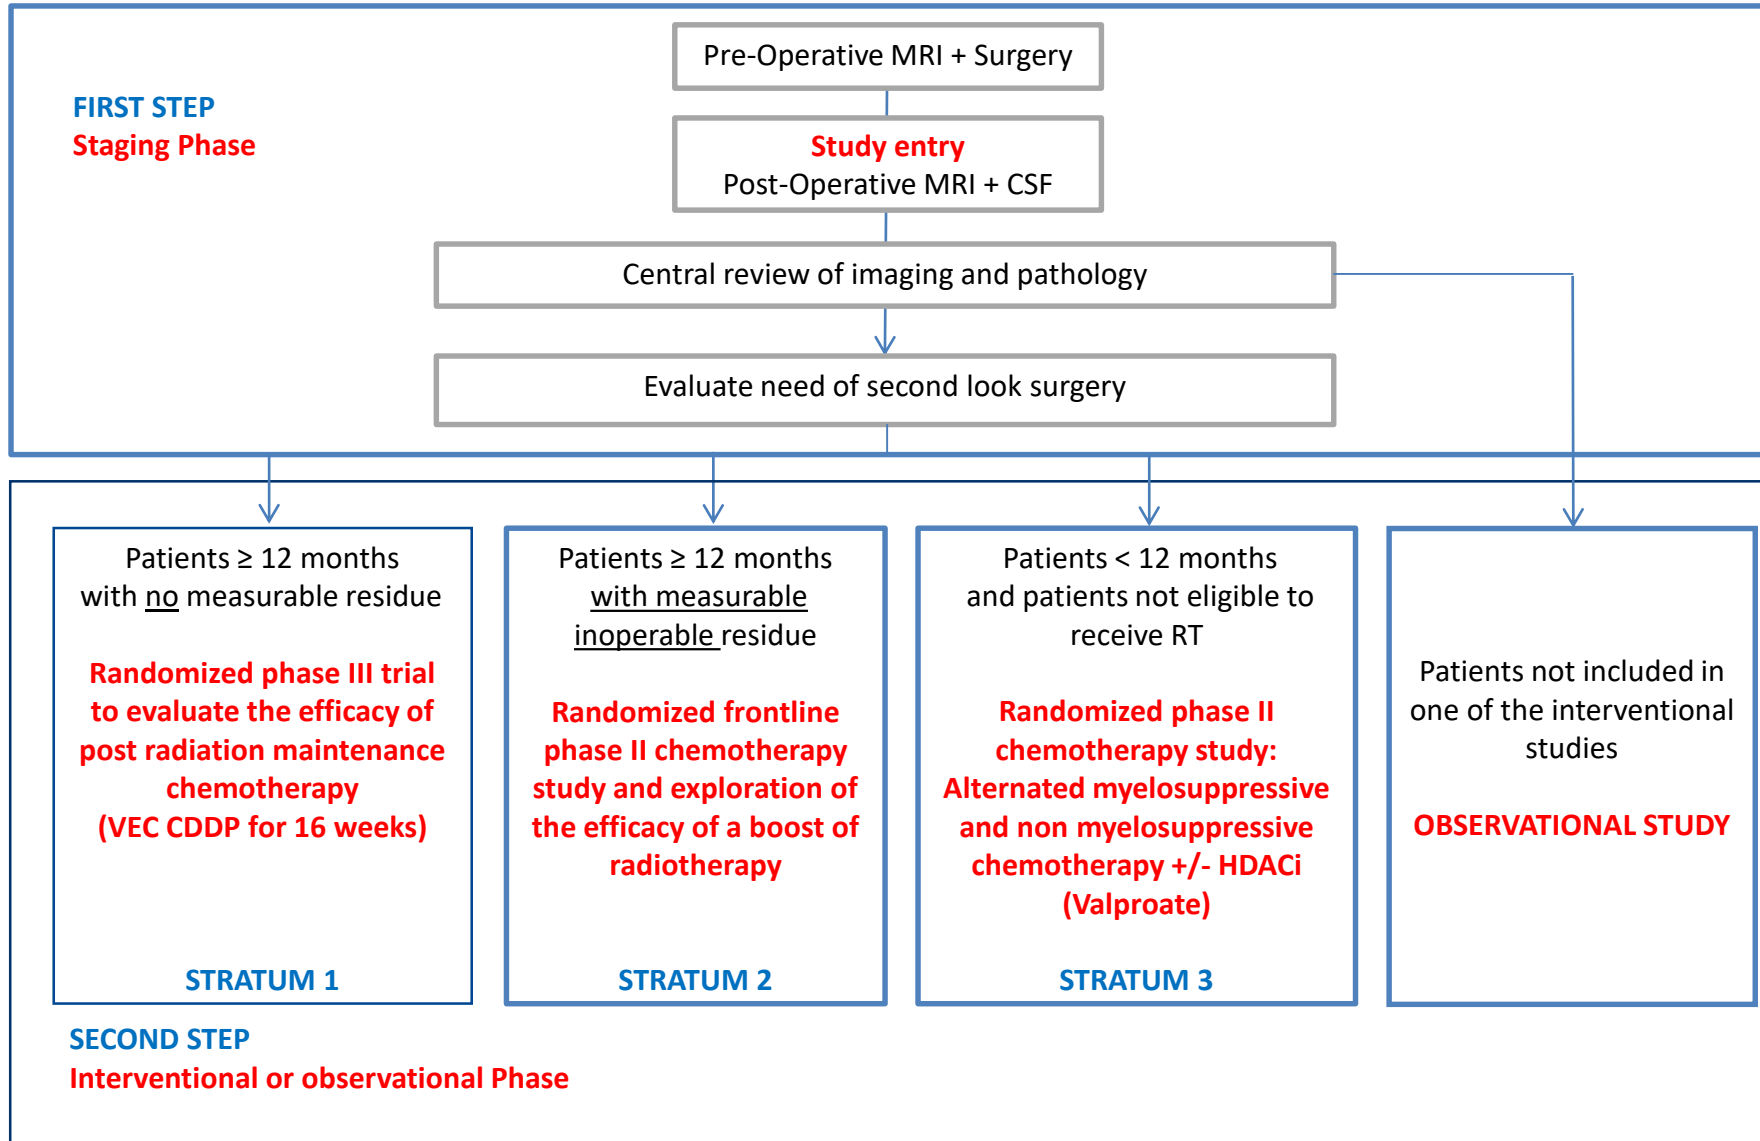 Pre-Operative MRI + Surgery
FIRST STEP
Staging Phase
Study entry
Post-Operative MRI + CSF
Central review of imaging and pathology
Evaluate need of second look surgery
Patients ≥ 12 months
with no measurable residue
Randomized phase III trial
to evaluate the efficacy of
post radiation maintenance
chemotherapy
(VEC CDDP for 16 weeks)
STRATUM 1
Patients ≥ 12 months
with measurable
inoperable residue
Randomized frontline
phase II chemotherapy
study and exploration of
the efficacy of a boost of
radiotherapy
STRATUM 2
Patients < 12 months
and patients not eligible to
receive RT
Randomized phase II
chemotherapy study:
Alternated myelosuppressive
and non myelosuppressive
chemotherapy +/- HDACi
(Valproate)
STRATUM 3
Patients not included in
one of the interventional
studies
OBSERVATIONAL STUDY
SECOND STEP
Interventional or observational Phase